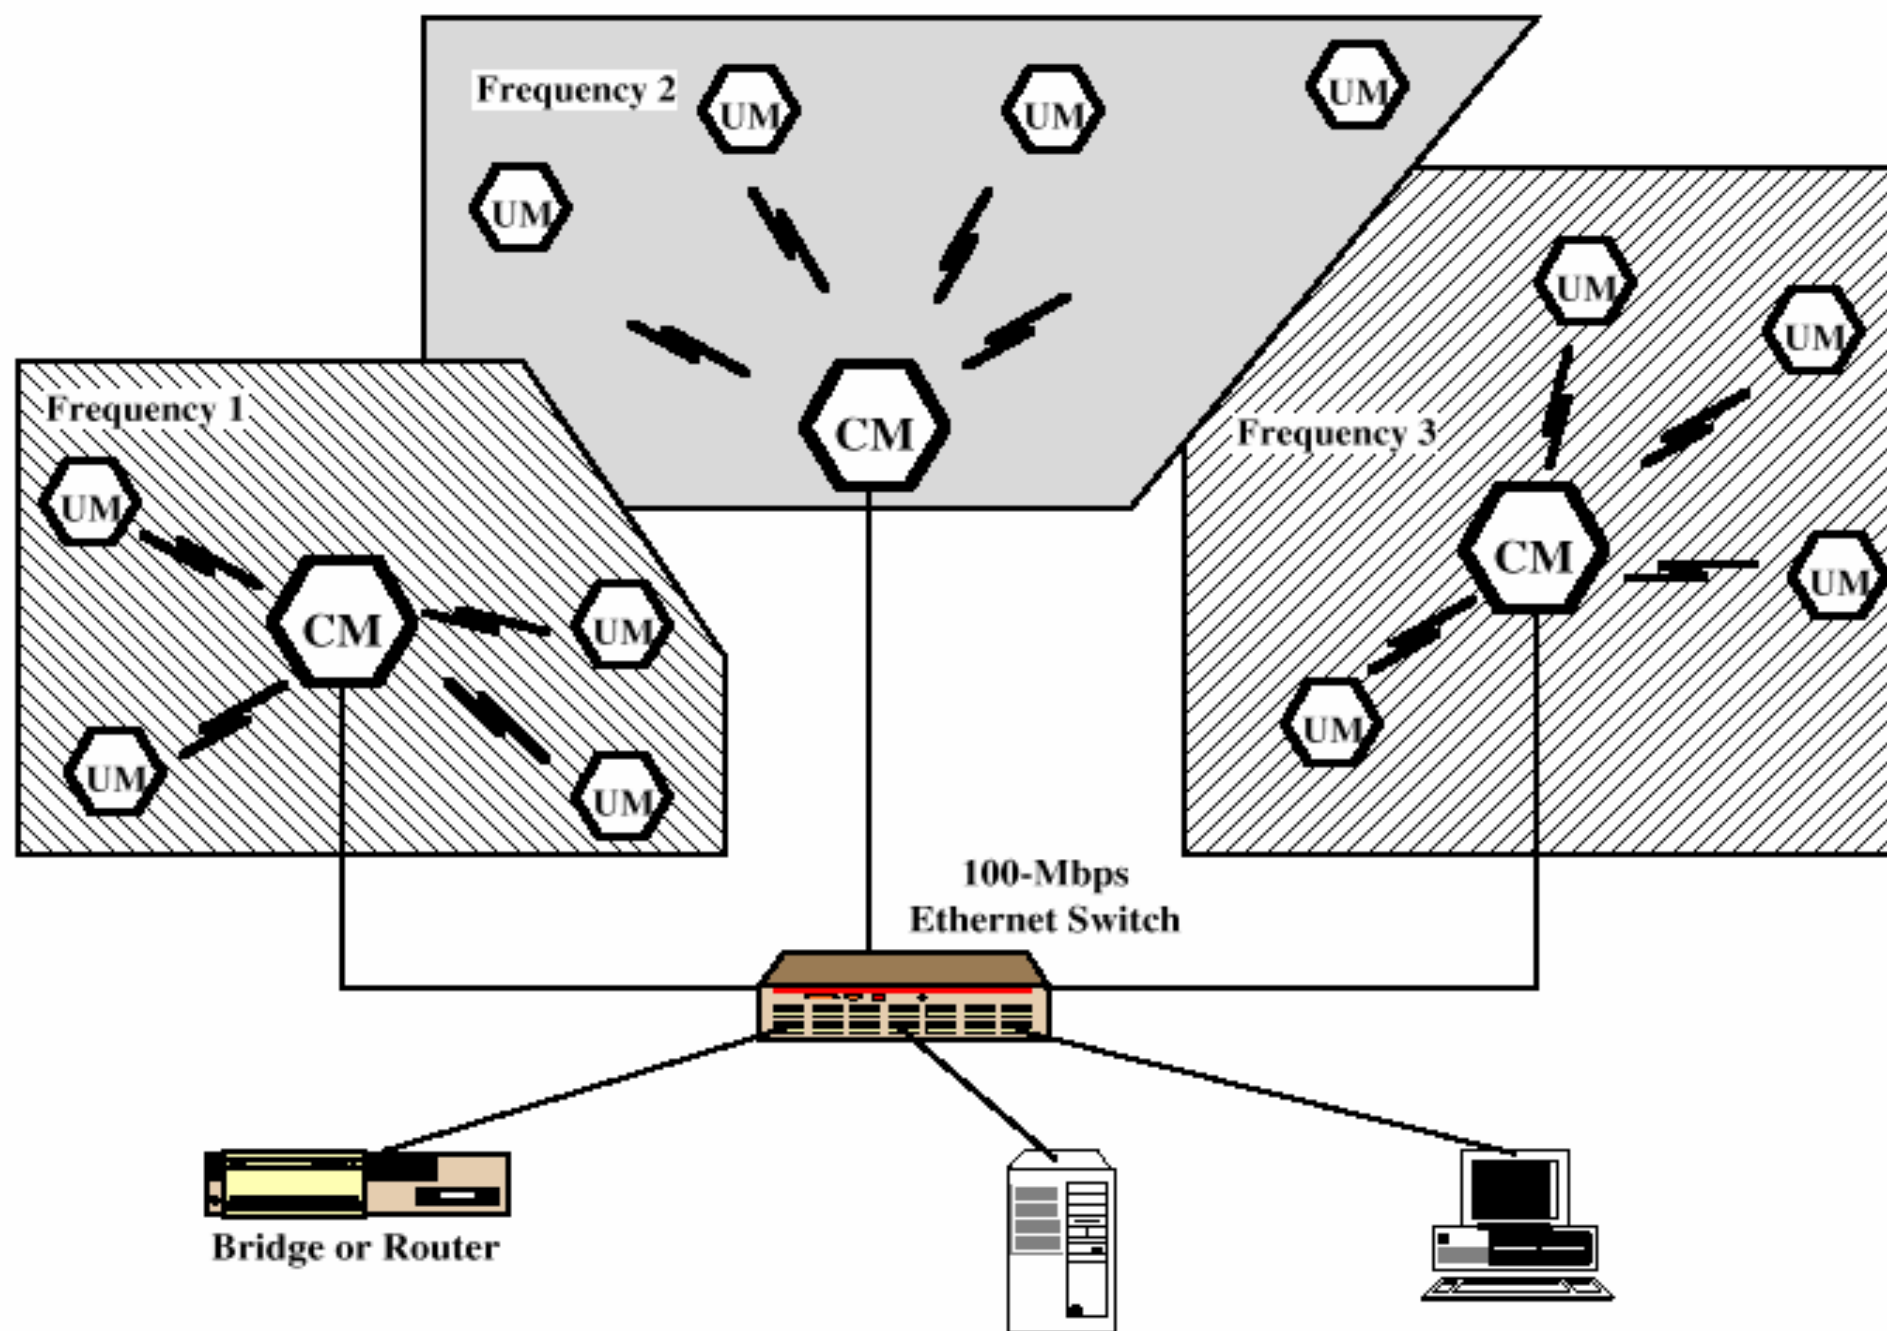 Frequency 2
UM
UM
UM
UM
CM
Frequency 1
UM
CM
UM
UM
UM
Frequency 3
UM
UM
CM
UM
UM
100-Mbps
Ethernet Switch
Bridge or Router